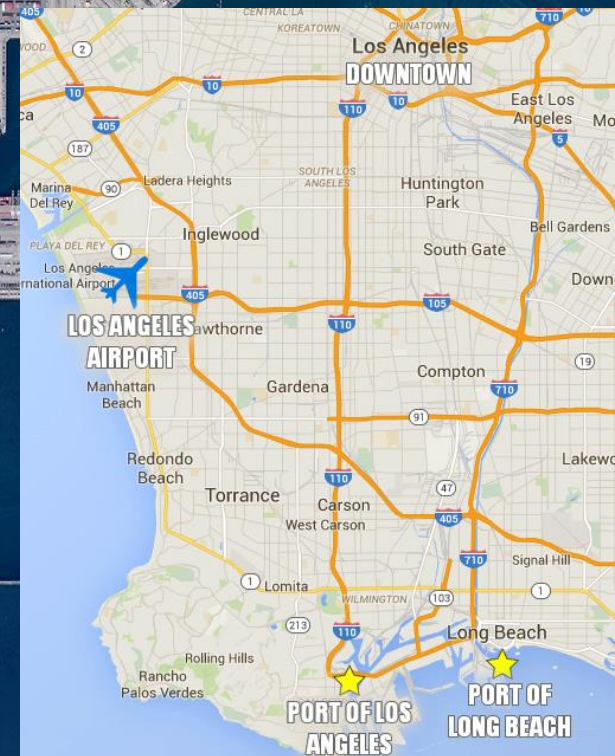 405
CENTRAL LA
710
KOREATOWN
CHINATOWN
2
Los Angeles
DOWNTOWN
10
10
110
10
East Los
Angeles
405
5
187
Marina
Del Rey
90
Ladera Heights
SOUTH LOS
ANGELES
Huntington
Park
Inglewood
Bell Gardens
PLAYA DEL REY
1
South Gate
Los Angeles
rnational Airport
405
105
LOS ANGELES
AIRPORT
awthorne
110
19
Compton
Manhattan
Beach
Gardena
710
91
Redondo
Beach
110
47
Torrance
Carson
West Carson
405
710
Signal Hill
1
Lomita
WILMINGTON
103
1
213
110
Long Beach
Rolling Hills
Rancho
Palos Verdes
PORT OF LOS
ANGELES
PORT OF
LONG BEACH